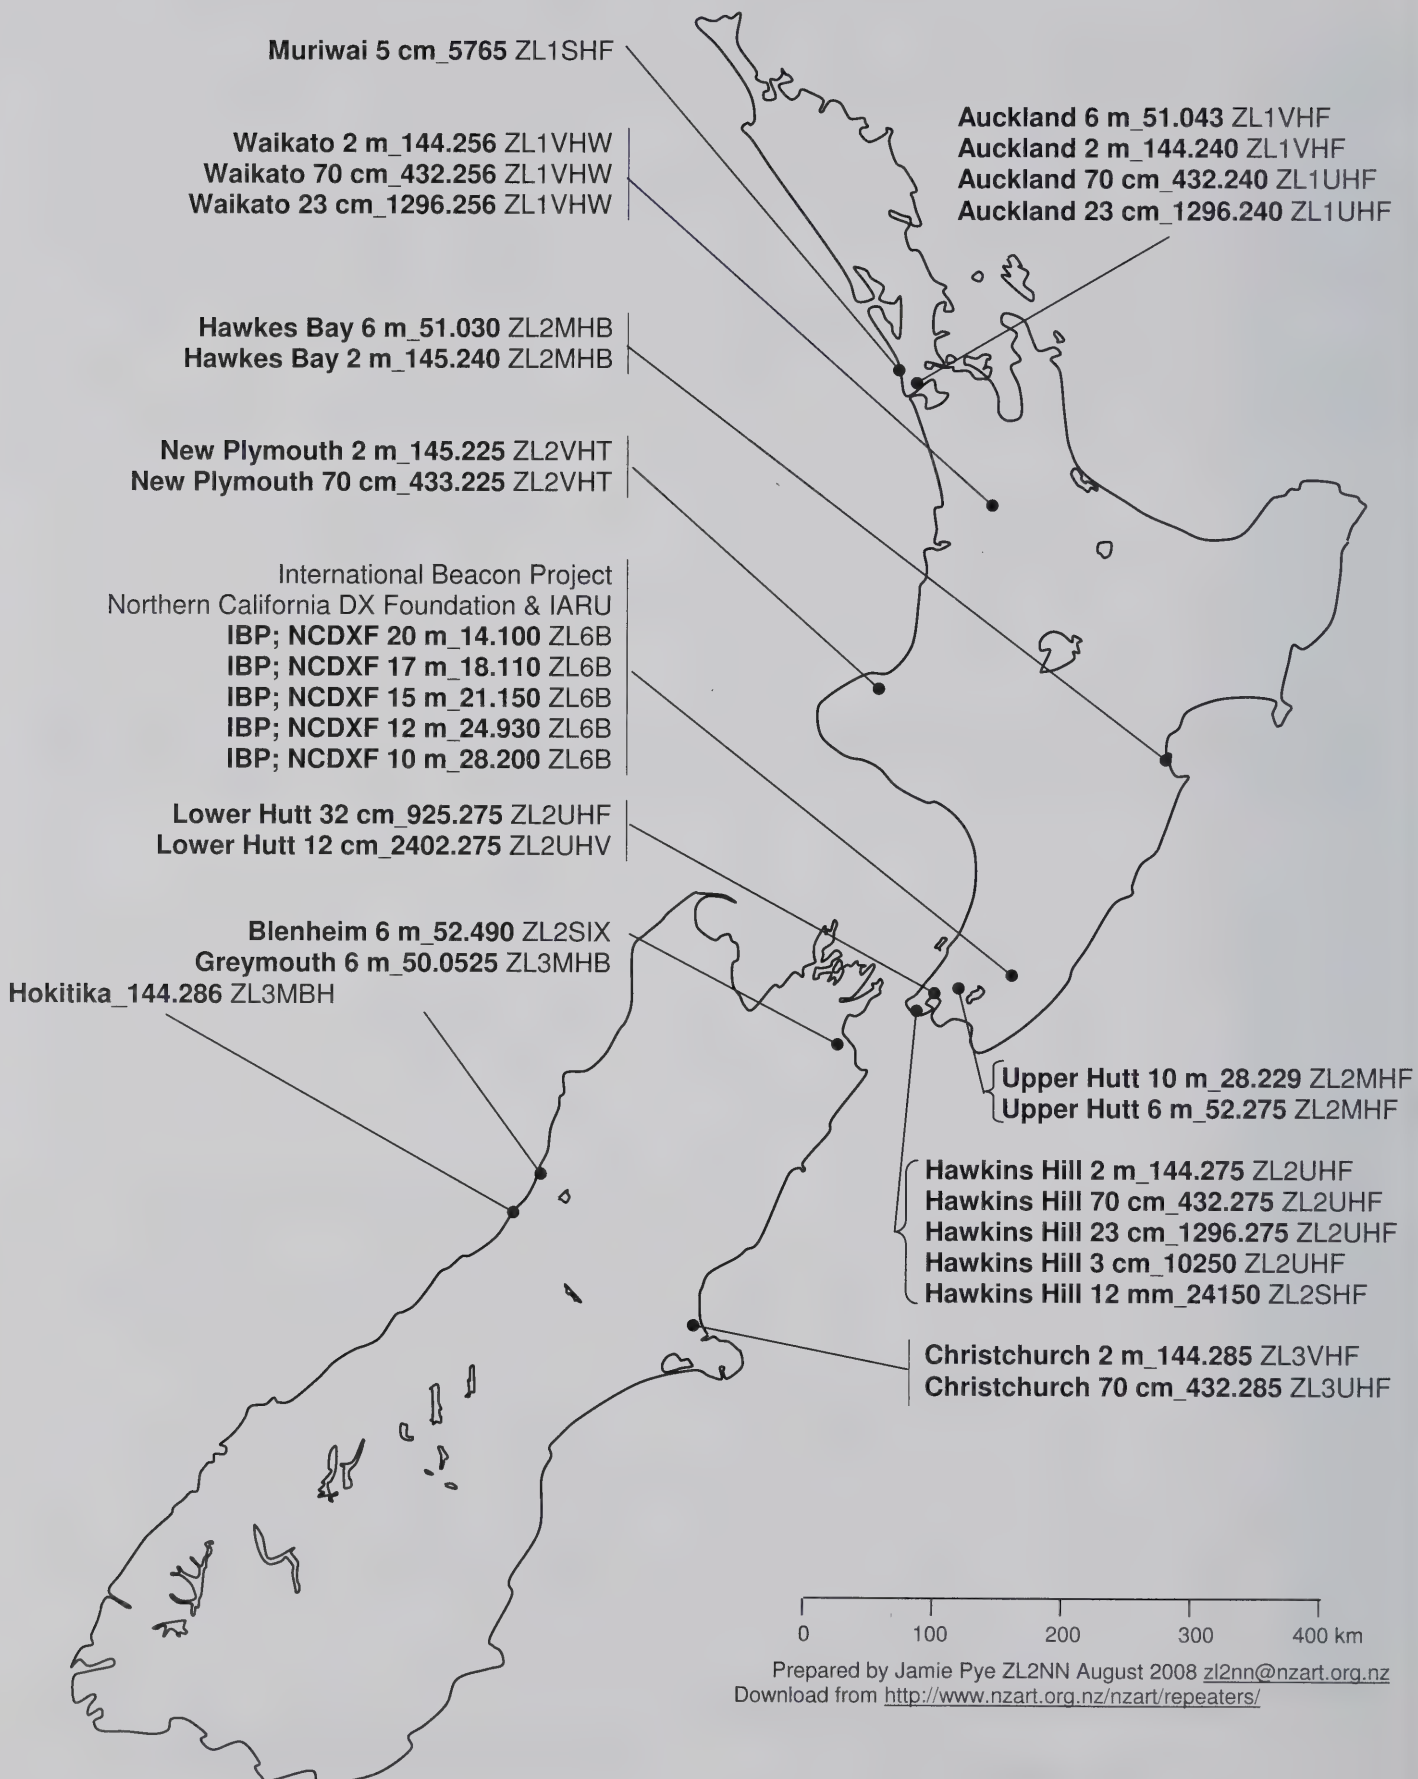 Muriwai 5 cm_5765 ZL1SHF
Waikato 2 m_144.256 ZL1VHW
Waikato 70 cm_432.256 ZL1VHW
Waikato 23 cm_1296.256 ZL1VHW
Auckland 6 m_51.043 ZL1VHF
Auckland 2 m_144.240 ZL1VHF
Auckland 70 cm_432.240 ZL1UHF
Auckland 23 cm_1296.240 ZL1UHF
Hawkes Bay 6 m_51.030 ZL2MHB
Hawkes Bay 2 m_145.240 ZL2MHB
New Plymouth 2 m_145.225 ZL2VHT
New Plymouth 70 cm_433.225 ZL2VHT
International Beacon Project
Northern California DX Foundation & IARU
IBP; NCDXF 20 m_14.100 ZL6B
IBP; NCDXF 17 m_18.110 ZL6B
IBP; NCDXF 15 m_21.150 ZL6B
IBP; NCDXF 12 m_24.930 ZL6B
IBP; NCDXF 10 m_28.200 ZL6B
Lower Hutt 32 cm_925.275 ZL2UHF
Lower Hutt 12 cm_2402.275 ZL2UHV
Blenheim 6 m_52.490 ZL2SIX
Greymouth 6 m_50.0525 ZL3MHB
Hokitika_144.286 ZL3MBH
Upper Hutt 10 m_28.229 ZL2MHF
Upper Hutt 6 m_52.275 ZL2MHF
Hawkins Hill 2 m_144.275 ZL2UHF
Hawkins Hill 70 cm_432.275 ZL2UHF
Hawkins Hill 23 cm_1296.275 ZL2UHF
Hawkins Hill 3 cm_10250 ZL2UHF
Hawkins Hill 12 mm_24150 ZL2SHF
Christchurch 2 m_144.285 ZL3VHF
Christchurch 70 cm_432.285 ZL3UHF
0 100 200 300 400 km
Prepared by Jamie Pye ZL2NN August 2008 zl2nn@nzart.org.nz
Download from http://www.nzart.org.nz/nzart/repeaters/